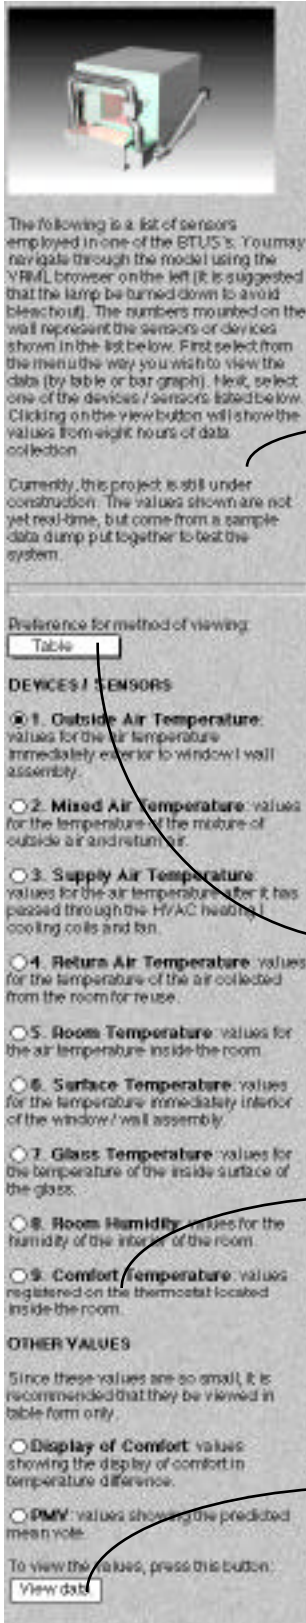 The following is a list of sensors
employed in one of the BTUS's. You may
navigate through the model using the
VRML browser on the left (it is suggested
that the lamp be turned down to avoid
bleachout). The numbers mounted on the
wall represent the sensors or devices
shown in the list below. First select from
the menu the way you wish to view the
data (by table or bar graph). Next, select
one of the devices / sensors listed below.
Clicking on the view button will show the
values from eight hours of data
collection.
Currently, this project is still under
construction. The values shown are not
yet real-time, but come from a sample
data dump put together to test the
system.
Preference for method of viewing:
Table
DEVICES / SENSORS
1. Outside Air Temperature:
values for the air temperature
immediately exterior to window / wall
assembly.
2. Mixed Air Temperature: values
for the temperature of the mixture of
outside air and return air.
3. Supply Air Temperature:
values for the air temperature after it has
passed through the HVAC heating /
cooling coils and fan.
4. Return Air Temperature: values
for the temperature of the air collected
from the room for reuse.
5. Room Temperature: values for
the air temperature inside the room.
6. Surface Temperature: values
for the temperature immediately interior
of the window / wall assembly.
7. Glass Temperature: values for
the temperature of the inside surface of
the glass.
8. Room Humidity: values for the
humidity of the interior of the room.
9. Comfort Temperature: values
registered on the thermostat located
inside the room.
OTHER VALUES
Since these values are so small, it is
recommended that they be viewed in
table form only.
Display of Comfort: values
showing the display of comfort in
temperature difference.
PMV: values showing the predicted
mean vote.
To view the values, press this button:
View data